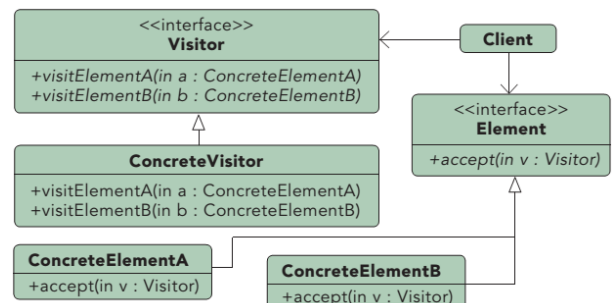 <<interface>>
Visitor
+visitElementA(in a : ConcreteElementA)
+visitElementB(in b : ConcreteElementB)
Client
<<interface>>
Element
+accept(in v : Visitor)
ConcreteVisitor
+visitElementA(in a : ConcreteElementA)
+visitElementB(in b : ConcreteElementB)
ConcreteElementA
+accept(in v : Visitor)
ConcreteElementB
+accept(in v : Visitor)